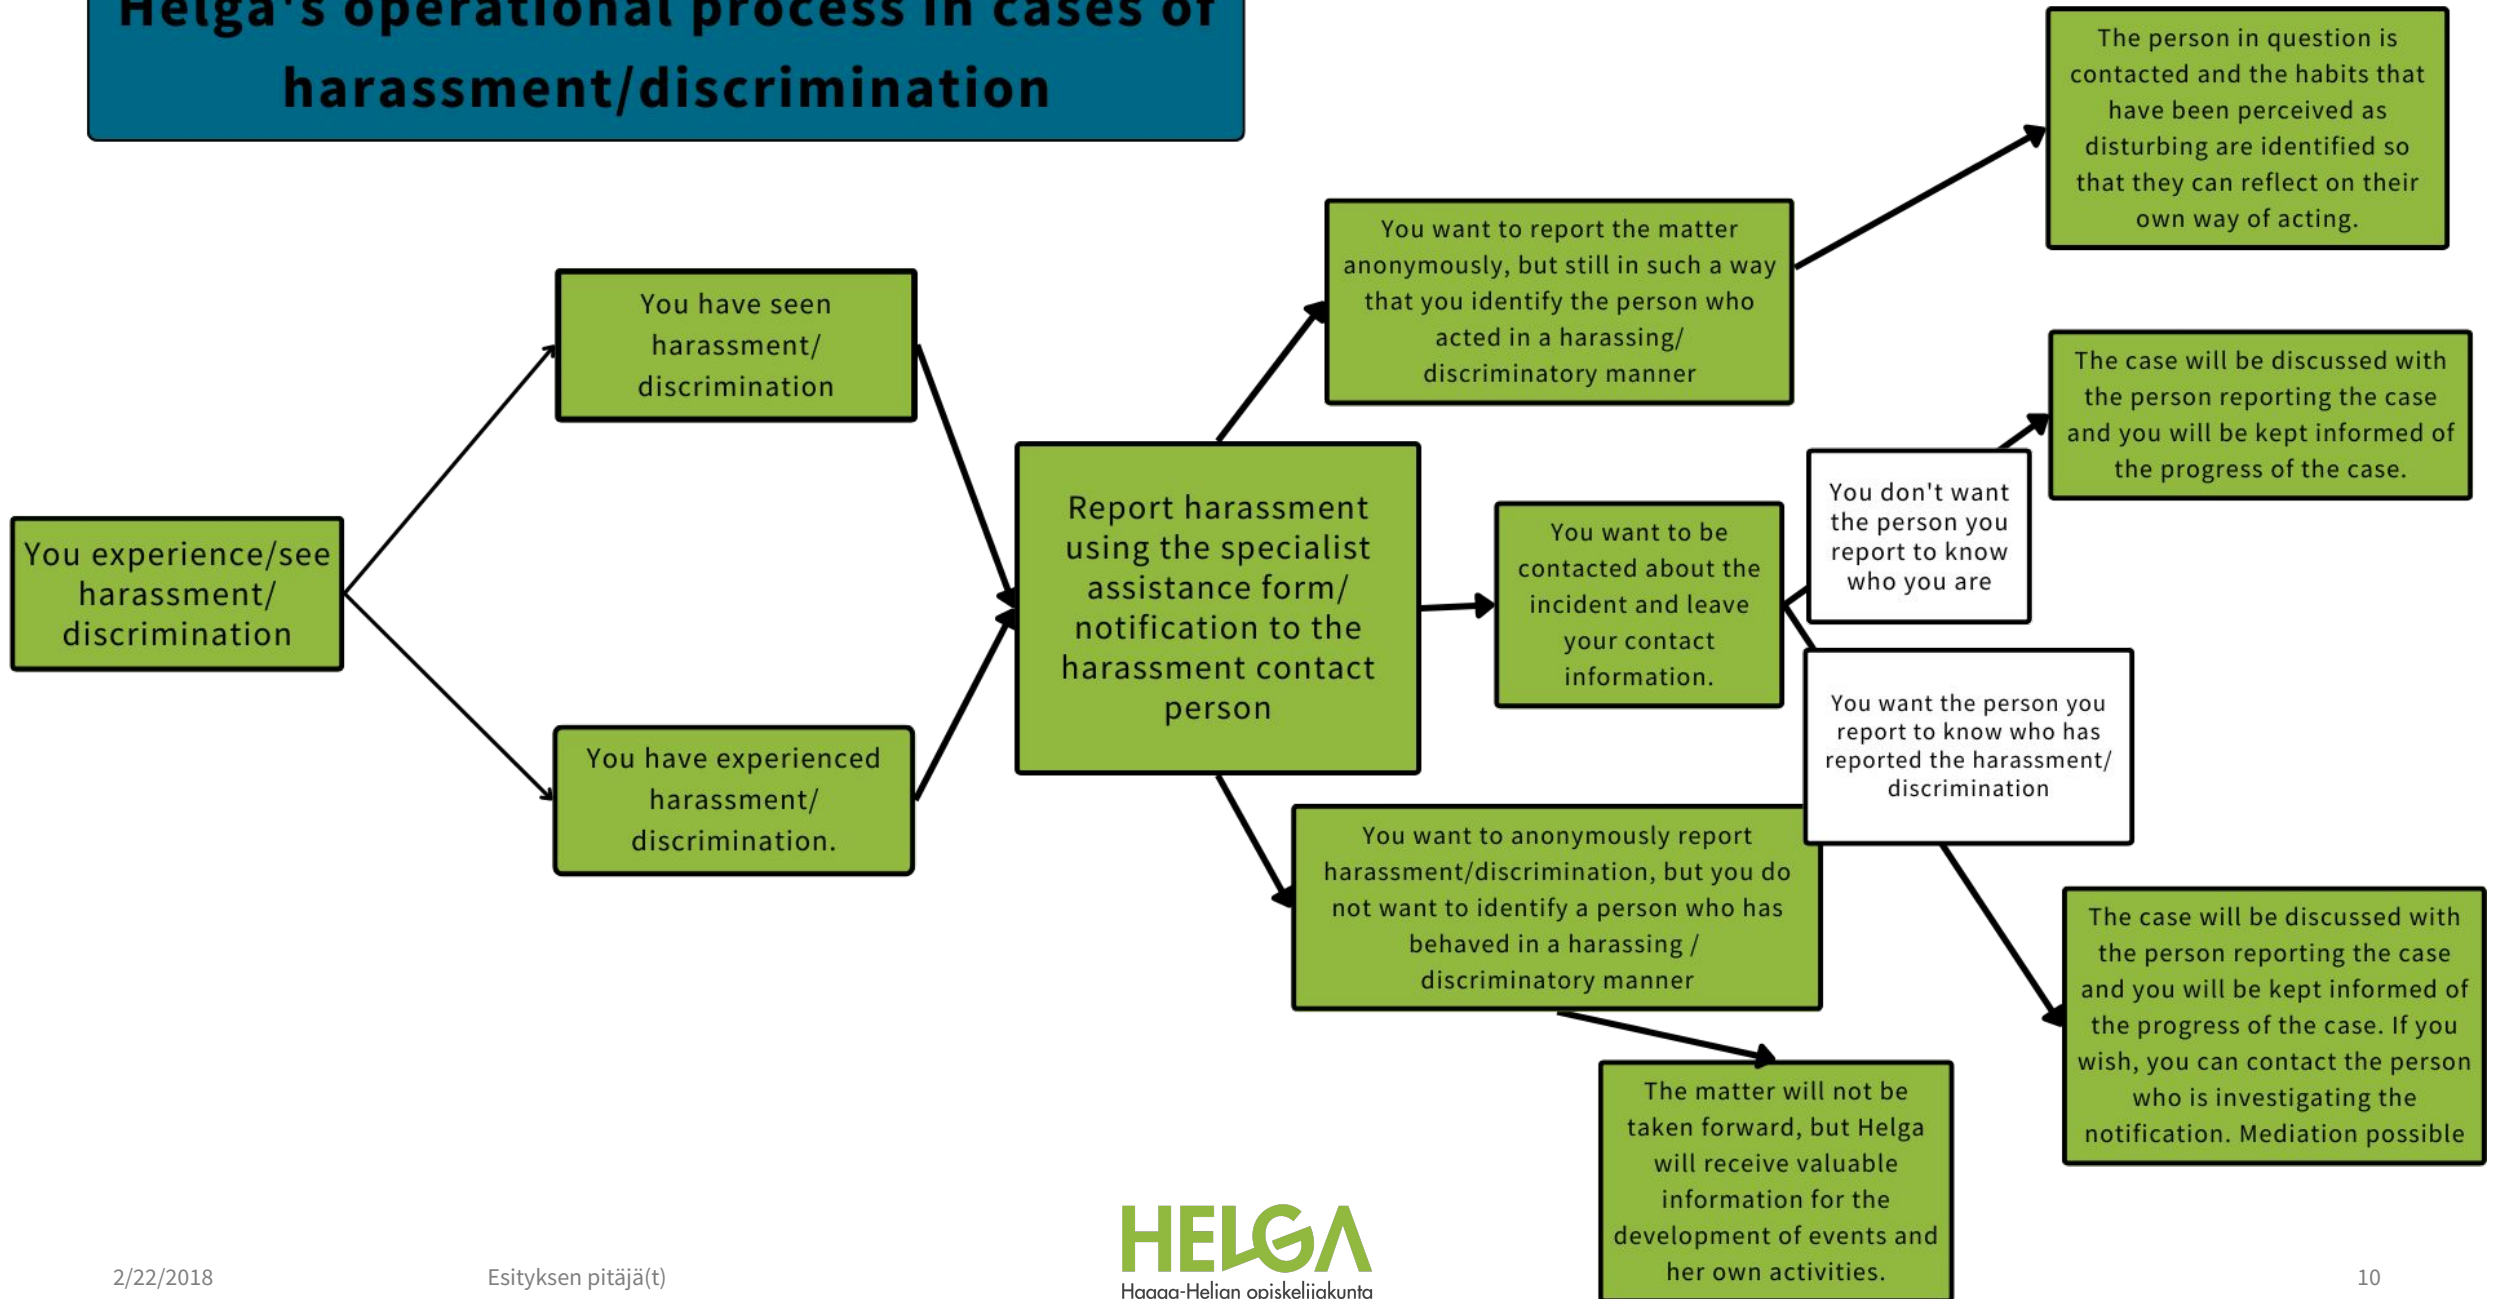 Helga's operational process in cases of
harassment/discrimination
You experience/see
harassment/
discrimination
You have seen
harassment/
discrimination
You have experienced
harassment/
discrimination.
Report harassment
using the specialist
assistance form/
notification to the
harassment contact
person
You want to report the matter
anonymously, but still in such a way
that you identify the person who
acted in a harassing/
discriminatory manner
The person in question is
contacted and the habits that
have been perceived as
disturbing are identified so
that they can reflect on their
own way of acting.
You want to be
contacted about the
incident and leave
your contact
information.
You don't want
the person you
report to know
who you are
The case will be discussed with
the person reporting the case
and you will be kept informed of
the progress of the case.
You want the person you
report to know who has
reported the harassment/
discrimination
The case will be discussed with
the person reporting the case
and you will be kept informed of
the progress of the case. If you
wish, you can contact the person
who is investigating the
notification. Mediation possible
You want to anonymously report
harassment/discrimination, but you do
not want to identify a person who has
behaved in a harassing /
discriminatory manner
The matter will not be
taken forward, but Helga
will receive valuable
information for the
development of events and
her own activities.
2/22/2018
Esityksen pitäjä(t)
HELGA
Haaga-Helian opiskelijakunta
10